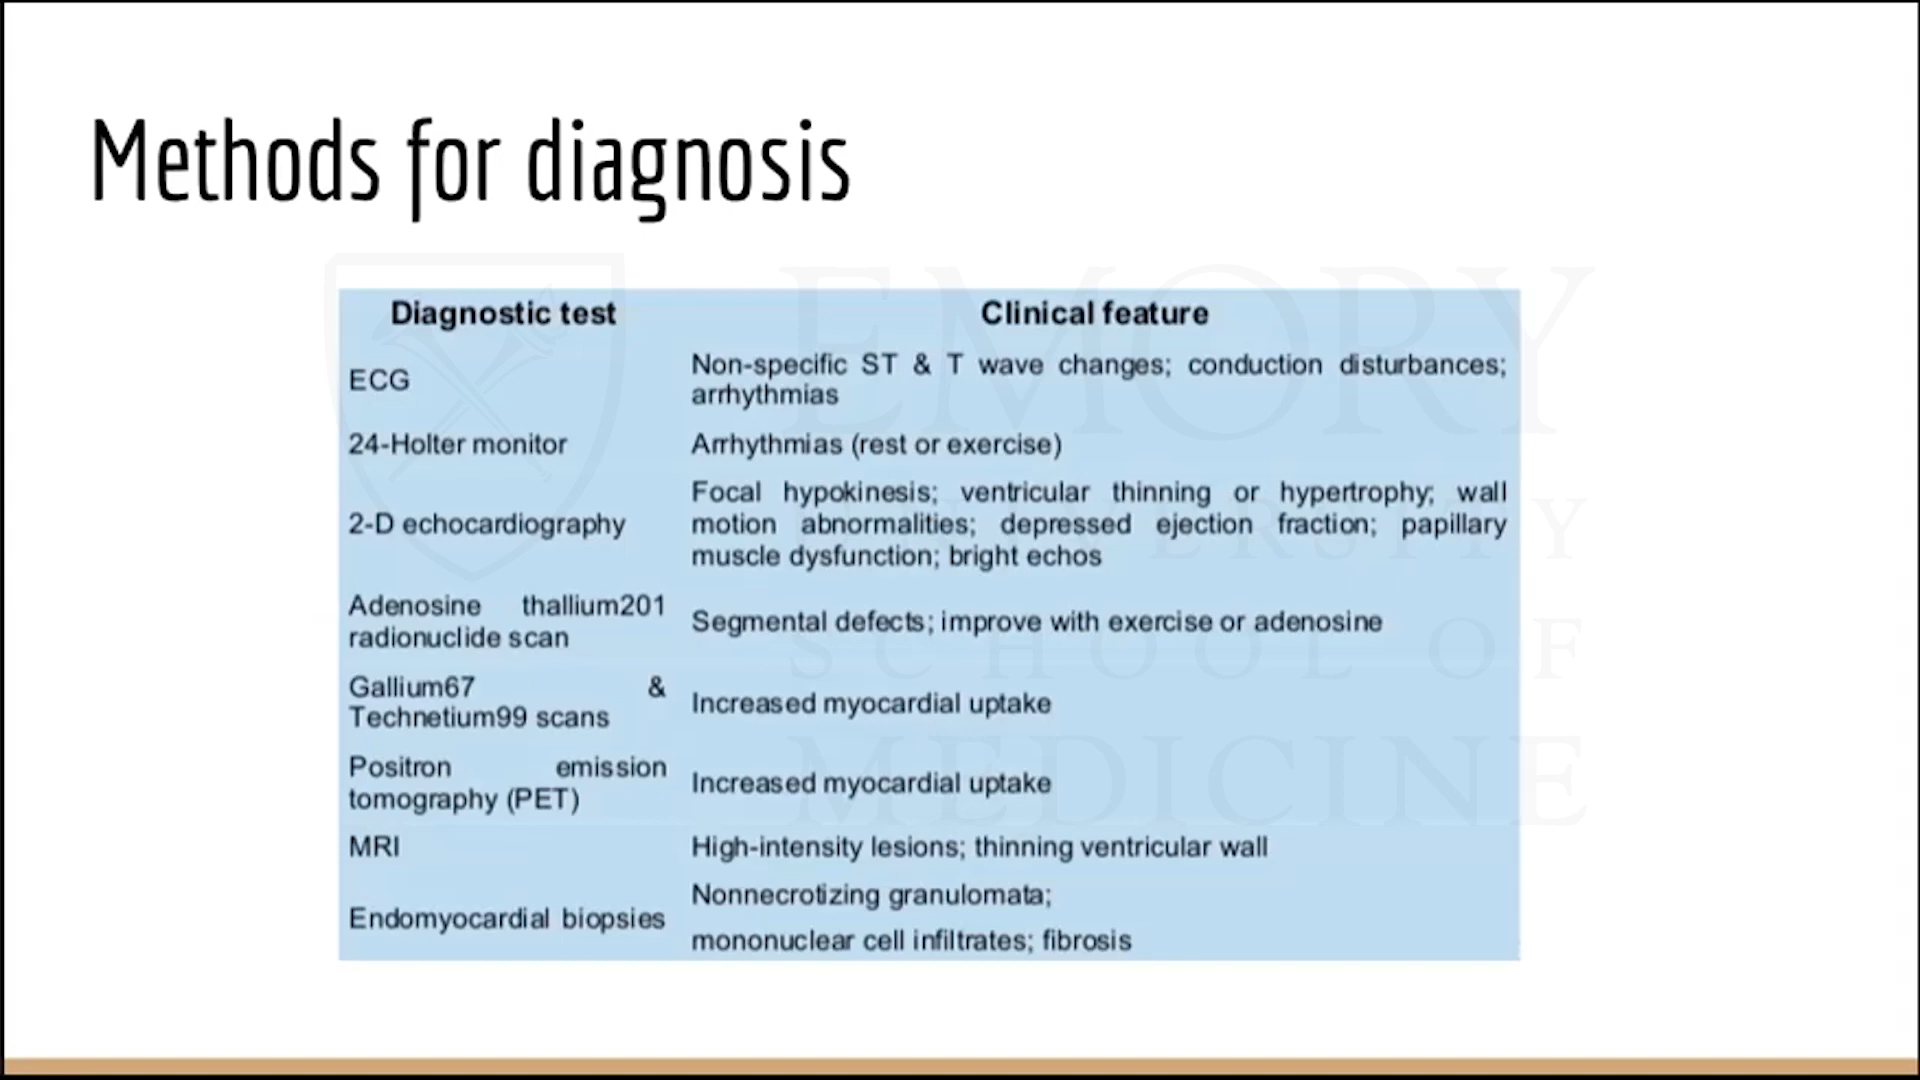 Methods for diagnosis
Diagnostic test Clinical feature
ECG
Non-specific ST & T wave changes; conduction disturbances;
arrhythmias
24-Holter monitor
Arrhythmias (rest or exercise)
2-D echocardiography
Focal hypokinesis; ventricular thinning or hypertrophy; wall
motion abnormalities; depressed ejection fraction; papillary
muscle dysfunction; bright echos
Adenosine thallium201
radionuclide scan
Segmental defects; improve with exercise or adenosine
Gallium67 &
Technetium99 scans
Increased myocardial uptake
Positron emission
tomography (PET)
Increased myocardial uptake
MRI
High-intensity lesions; thinning ventricular wall
Endomyocardial biopsies
Nonnecrotizing granulomata;
mononuclear cell infiltrates; fibrosis
EMORY
UNIVERSITY
SCHOOL OF
MEDICINE